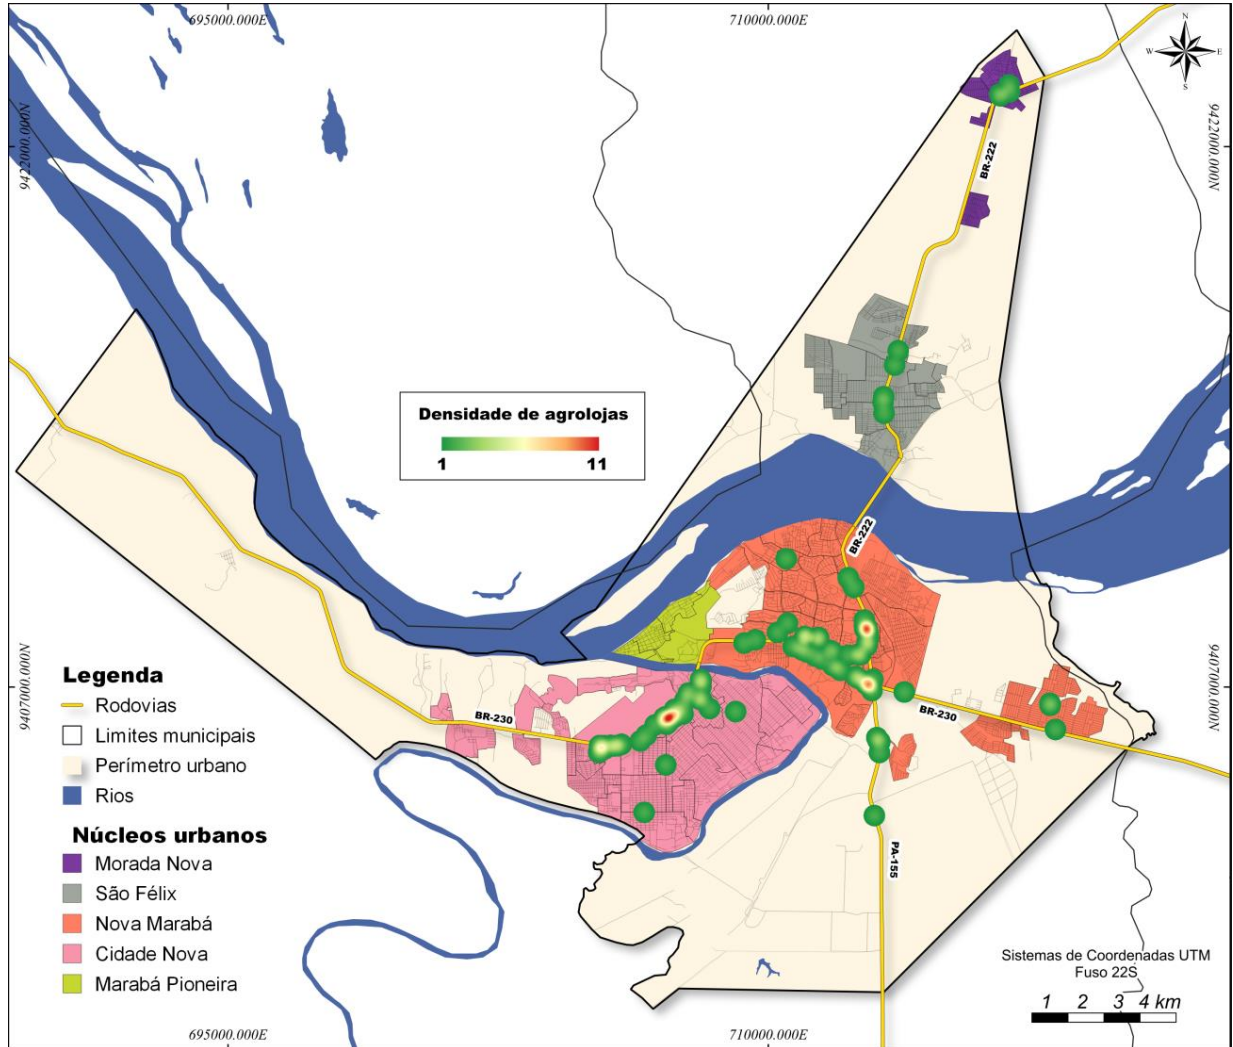 695000.000E
710000.000E
N
W E
S
9422000.000N
9422000.000N
BR-222
Densidade de agrolojas
1 11
BR-222
9407000.000N
9407000.000N
BR-230
BR-230
PA-155
Legenda
Rodovias
Limites municipais
Perímetro urbano
Rios
Núcleos urbanos
Morada Nova
São Félix
Nova Marabá
Cidade Nova
Marabá Pioneira
Sistemas de Coordenadas UTM
Fuso 22S
1 2 3 4 km
695000.000E
710000.000E